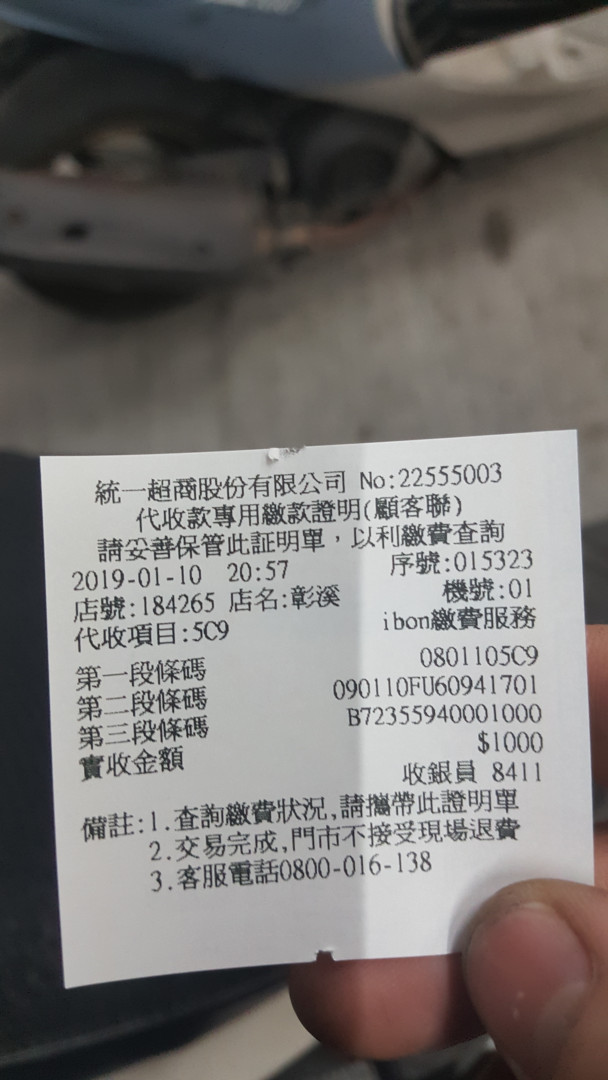 統一超商股份有限公司 No:22555003
代收款專用繳款證明(顧客聯)
請妥善保管此証明單，以利繳費查詢
2019-01-10 20:57 序號:015323
店號:184265 店名:彰溪 機號:01
代收項目:5C9 ibon繳費服務
第一段條碼 0801105C9
第二段條碼 090110FU60941701
第三段條碼 B72355940001000
實收金額 $1000
收銀員 8411
備註:1.查詢繳費狀況,請攜帶此證明單
2.交易完成,門市不接受現場退費
3.客服電話0800-016-138